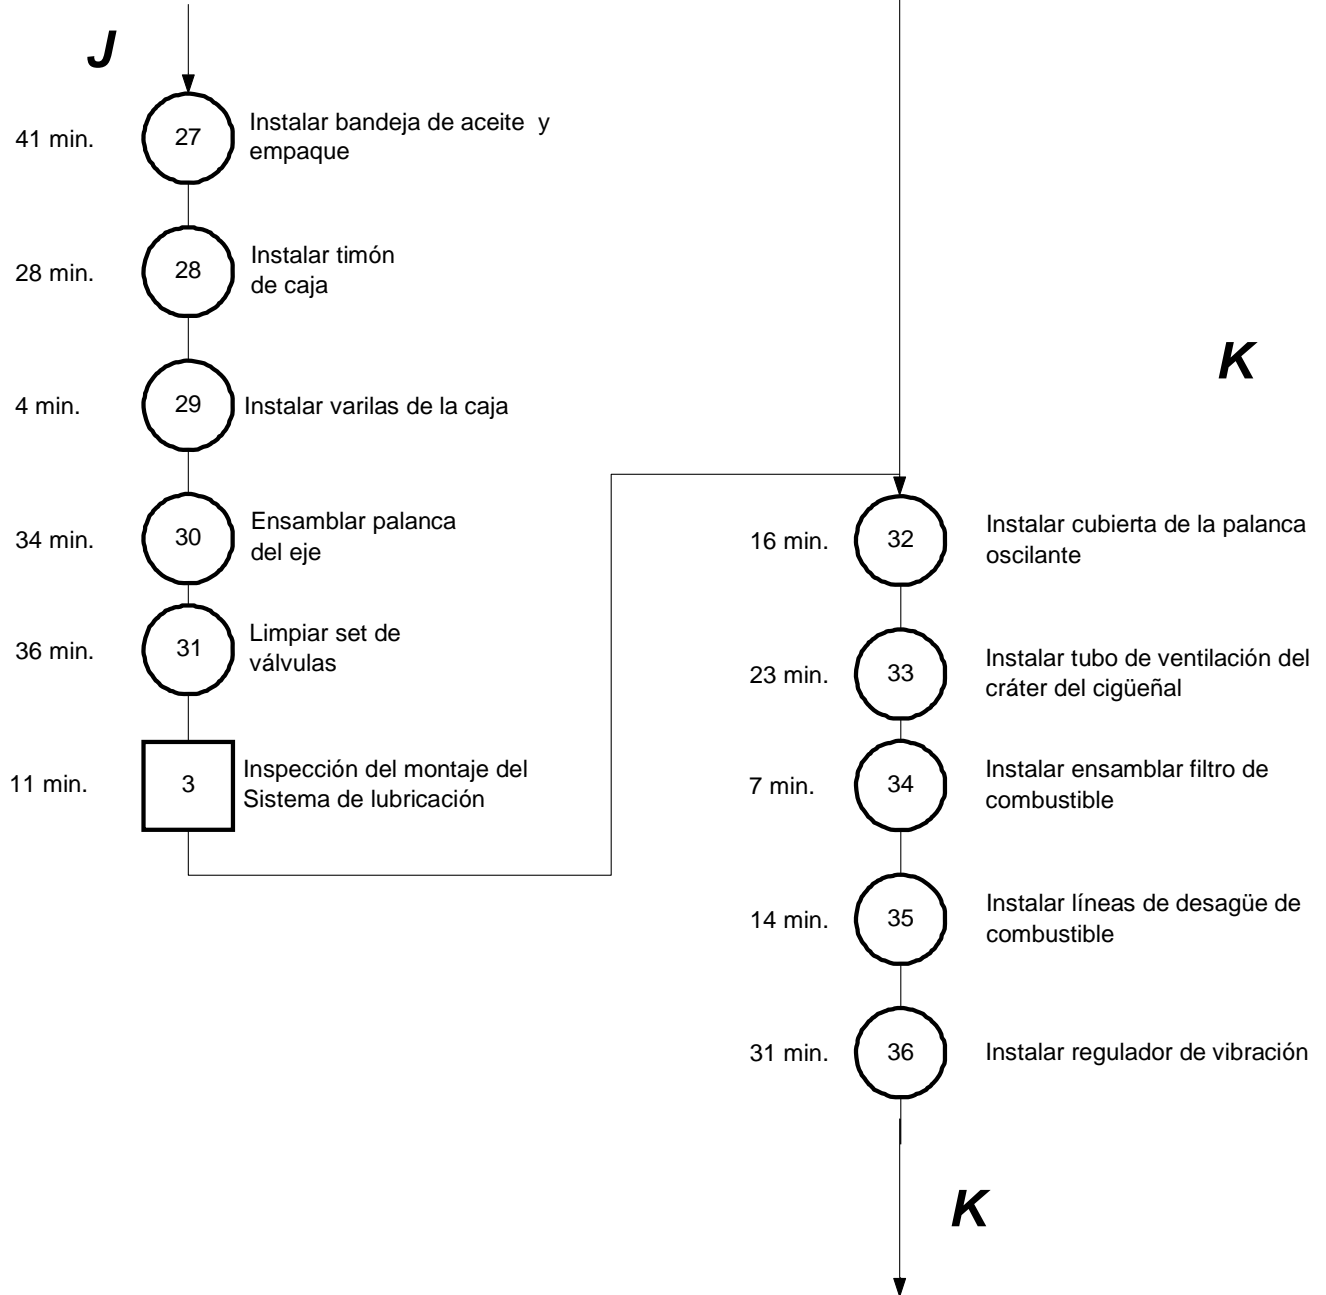 J
41 min.
27
Instalar bandeja de aceite y
empaque
28 min.
28
Instalar timón
de caja
4 min.
29
Instalar varilas de la caja
34 min.
30
Ensamblar palanca
del eje
36 min.
31
Limpiar set de
válvulas
11 min.
3
Inspección del montaje del
Sistema de lubricación
K
16 min.
32
Instalar cubierta de la palanca
oscilante
23 min.
33
Instalar tubo de ventilación del
cráter del cigüeñal
7 min.
34
Instalar ensamblar filtro de
combustible
14 min.
35
Instalar líneas de desagüe de
combustible
31 min.
36
Instalar regulador de vibración
K